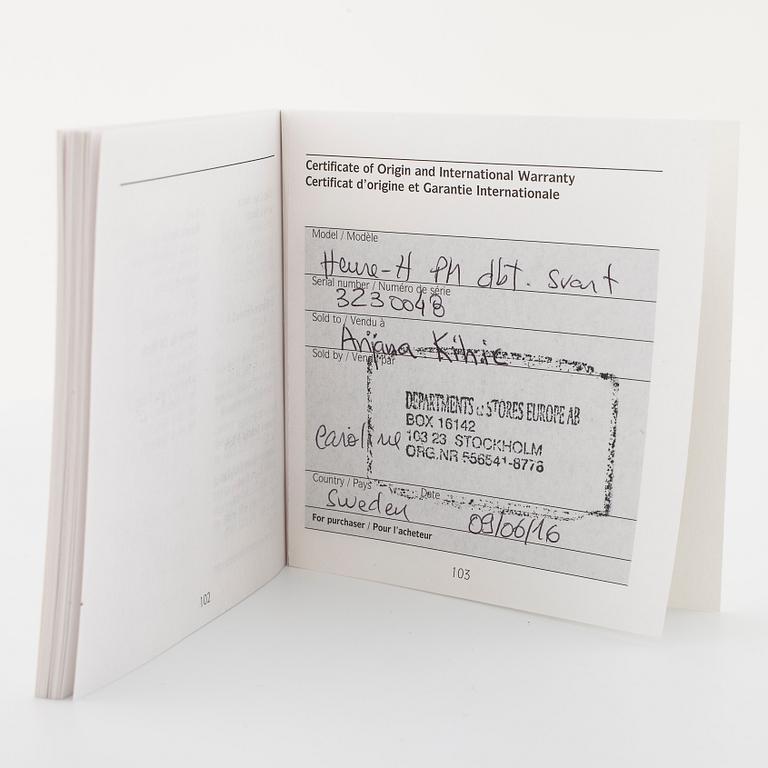 Certificate of Origin and International Warranty
Certificat d'origine et Garantie Internationale
Model / Modèle
Heure-H PM dbt. svart
Serial number / Numéro de série
3230048
Sold to / Vendu à
Anjana
Sold by / Vendu par
DEPARTMENTS & STORES EUROPE AB
BOX 16142
caroline 103 23 STOCKHOLM
ORG.NR 556541-8778
Country / Pays Date
Sweden 09/06/16
For purchaser / Pour l'acheteur
102
103